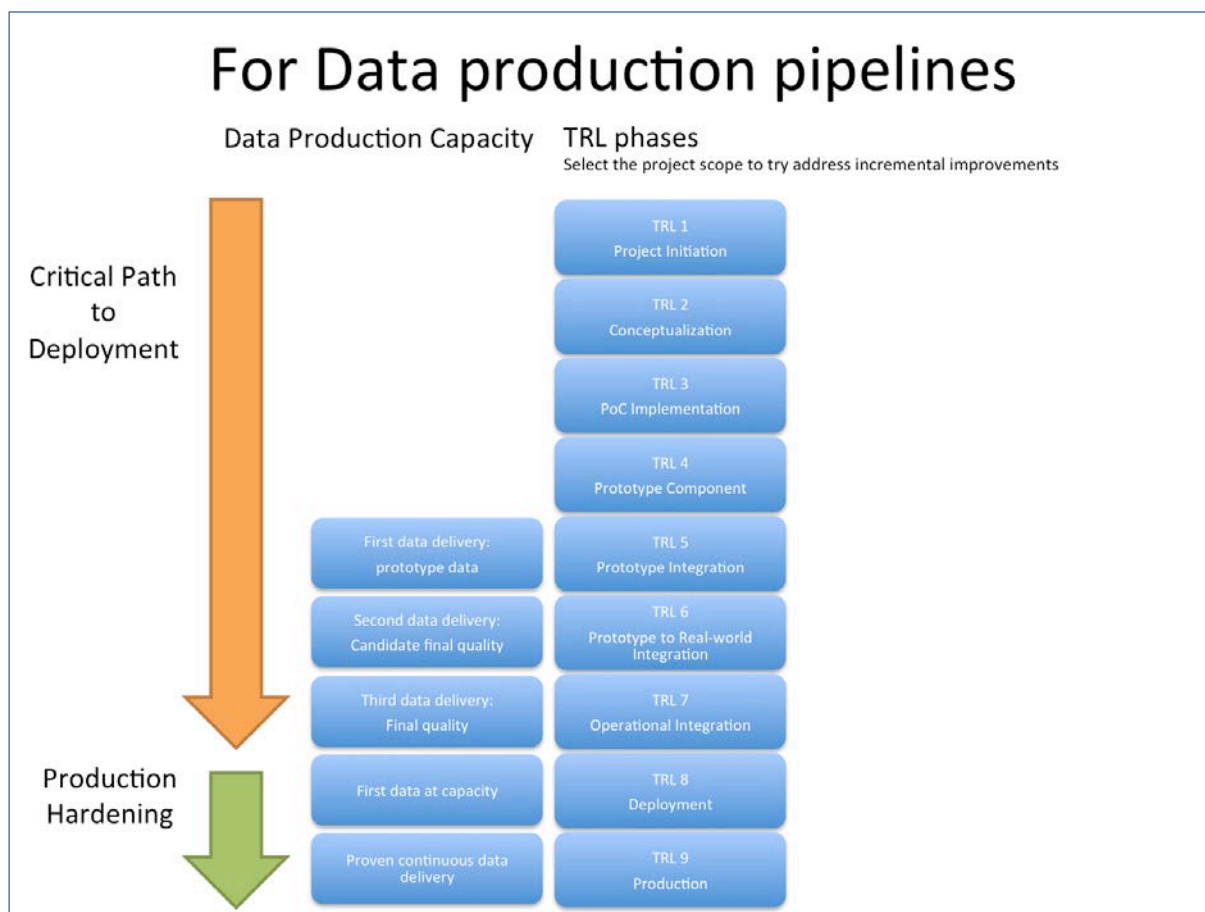 For Data production pipelines
Data Production Capacity
TRL phases
Select the project scope to try address incremental improvements
Critical Path
to
Deployment
TRL 1
Project Initiation
TRL 2
Conceptualization
TRL 3
PoC Implementation
TRL 4
Prototype Component
First data delivery:
prototype data
TRL 5
Prototype Integration
Second data delivery:
Candidate final quality
TRL 6
Prototype to Real-world
Integration
Third data delivery:
Final quality
TRL 7
Operational Integration
Production
Hardening
First data at capacity
TRL 8
Deployment
Proven continuous data
delivery
TRL 9
Production